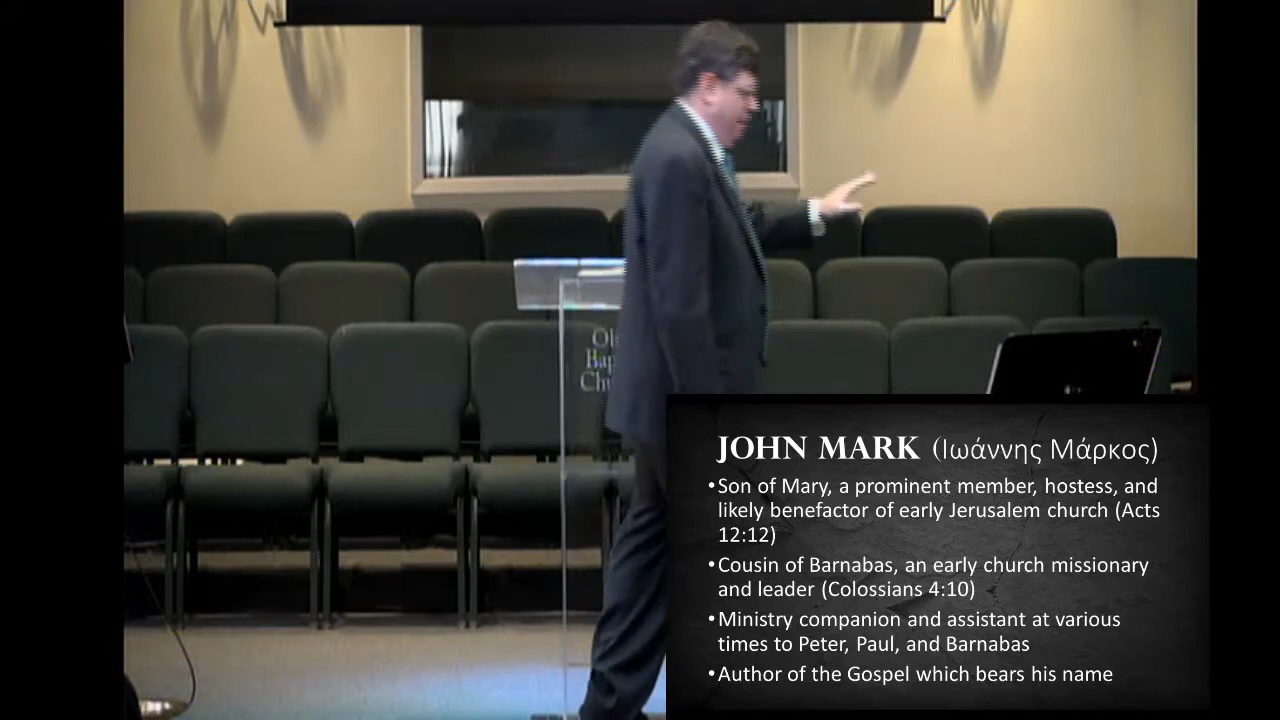 Baptist
JOHN MARK (Ιωάννης Μάρκος)
•Son of Mary, a prominent member, hostess, and
likely benefactor of early Jerusalem church (Acts
12:12)
•Cousin of Barnabas, an early church missionary
and leader (Colossians 4:10)
•Ministry companion and assistant at various
times to Peter, Paul, and Barnabas
•Author of the Gospel which bears his name